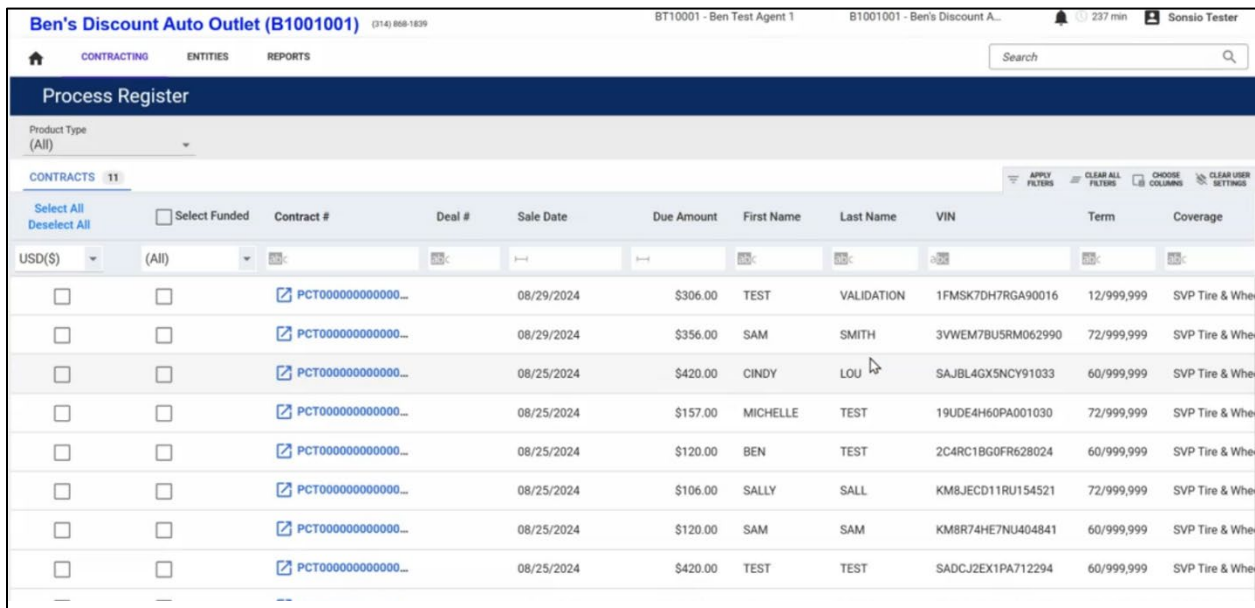 Ben's Discount Auto Outlet (B1001001) (314) 868-1839 BT10001 - Ben Test Agent 1 B1001001 - Ben's Discount A... 237 min Sonsio Tester
CONTRACTING ENTITIES REPORTS Search
Process Register
Product Type
(All)
CONTRACTS 11 APPLY FILTERS CLEAR ALL FILTERS CHOOSE COLUMNS CLEAR USER SETTINGS
Select All
Deselect All
Select Funded Contract # Deal # Sale Date Due Amount First Name Last Name VIN Term Coverage
USD($) (All) abc abc abc abc abc abc abc
PCT000000000000... 08/29/2024 $306.00 TEST VALIDATION 1FMSK7DH7RGA90016 12/999,999 SVP Tire & Whe
PCT000000000000... 08/29/2024 $356.00 SAM SMITH 3VWEM7BU5RM062990 72/999,999 SVP Tire & Whe
PCT000000000000... 08/25/2024 $420.00 CINDY LOU SAJBL4GX5NCY91033 60/999,999 SVP Tire & Whe
PCT000000000000... 08/25/2024 $157.00 MICHELLE TEST 19UDE4H60PA001030 72/999,999 SVP Tire & Whe
PCT000000000000... 08/25/2024 $120.00 BEN TEST 2C4RC1BG0FR628024 60/999,999 SVP Tire & Whe
PCT000000000000... 08/25/2024 $106.00 SALLY SALL KM8JECD11RU154521 72/999,999 SVP Tire & Whe
PCT000000000000... 08/25/2024 $120.00 SAM SAM KM8R74HE7NU404841 60/999,999 SVP Tire & Whe
PCT000000000000... 08/25/2024 $420.00 TEST TEST SADCJ2EX1PA712294 60/999,999 SVP Tire & Whe